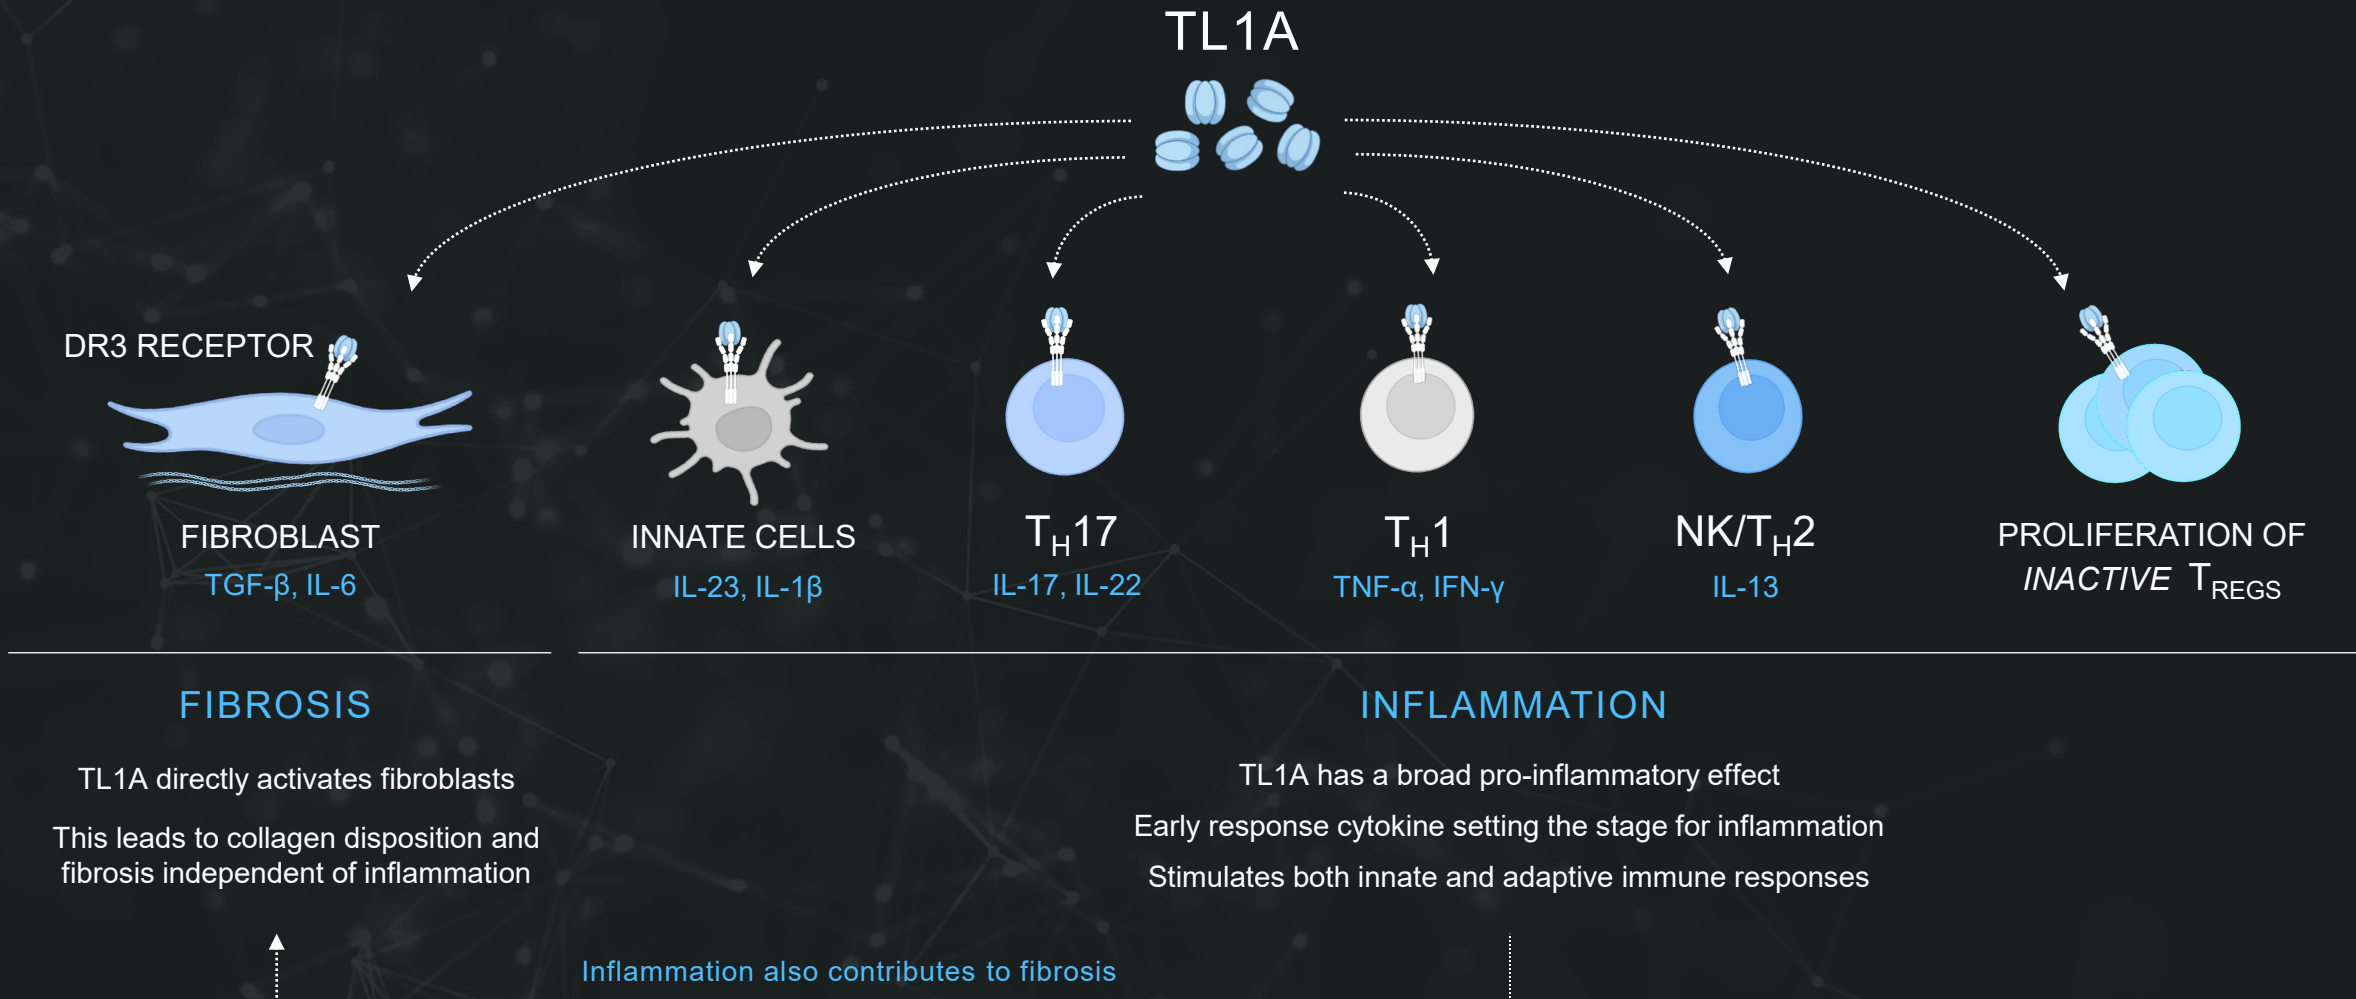 TL1A
DR3 RECEPTOR
FIBROBLAST
TGF-β, IL-6
INNATE CELLS
IL-23, IL-1β
TH17
IL-17, IL-22
TH1
TNF-α, IFN-γ
NK/TH2
IL-13
PROLIFERATION OF
INACTIVE TREGS
FIBROSIS
TL1A directly activates fibroblasts
This leads to collagen disposition and
fibrosis independent of inflammation
INFLAMMATION
TL1A has a broad pro-inflammatory effect
Early response cytokine setting the stage for inflammation
Stimulates both innate and adaptive immune responses
Inflammation also contributes to fibrosis